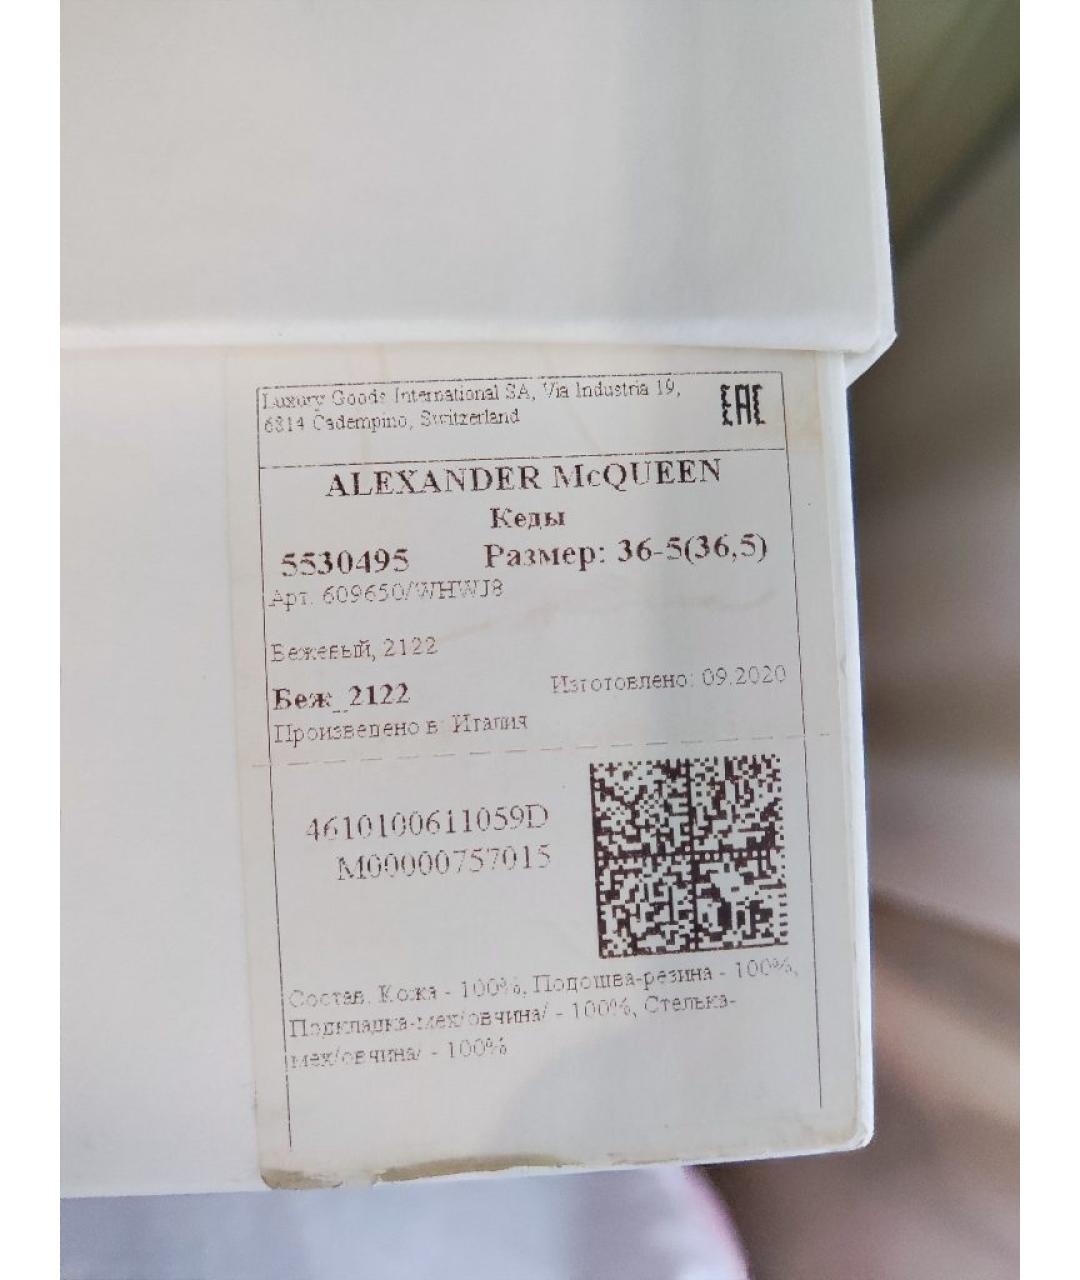 Luxury Goods International SA, Via Industria 19,
6814 Cadempino, Switzerland
EAC
ALEXANDER McQUEEN
Кеды
5530495 Размер: 36-5(36,5)
Арт. 609650/WHWJ8
Бежевый, 2122
Беж_2122 Изготовлено: 09.2020
Произведено в: Италия
4610100611059D
M00000757015
Состав: Кожа - 100%, Подошва-резина - 100%,
Подкладка-мех/овчина/ - 100%, Стелька-
мех/овчина/ - 100%